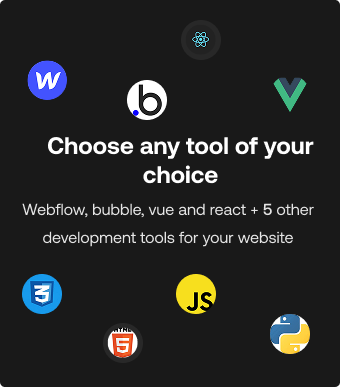 .b
Choose any tool of your
choice
Webflow, bubble, vue and react + 5 other
development tools for your website
3
JS
HTML
5